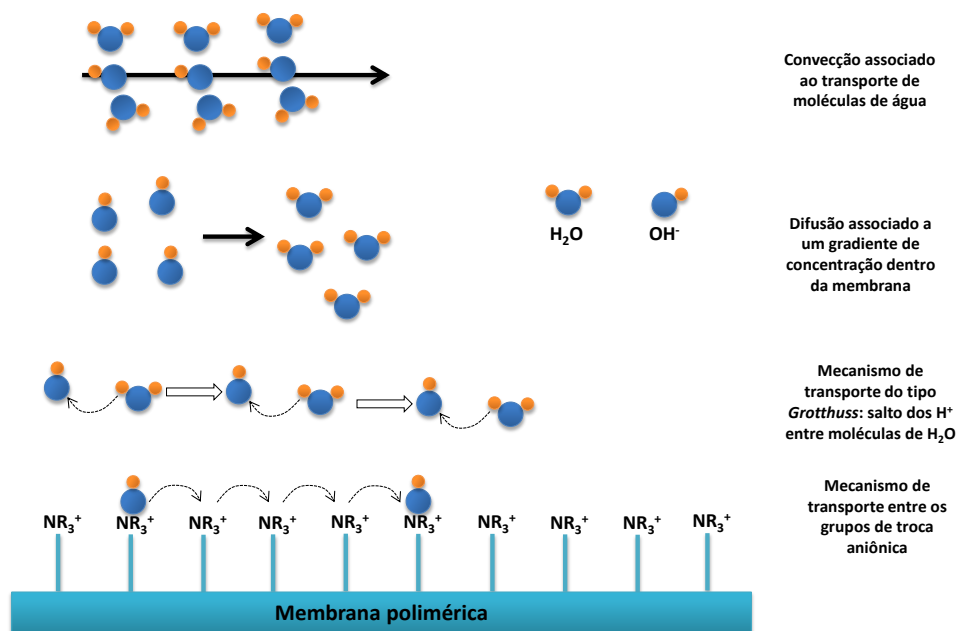 Convecção associado
ao transporte de
moléculas de água
H₂O
OH⁻
Difusão associado a
um gradiente de
concentração dentro
da membrana
Mecanismo de
transporte do tipo
Grotthuss: salto dos H⁺
entre moléculas de H₂O
Mecanismo de
transporte entre os
grupos de troca
aniônica
NR₃⁺ NR₃⁺ NR₃⁺ NR₃⁺ NR₃⁺ NR₃⁺ NR₃⁺ NR₃⁺ NR₃⁺ NR₃⁺
Membrana polimérica